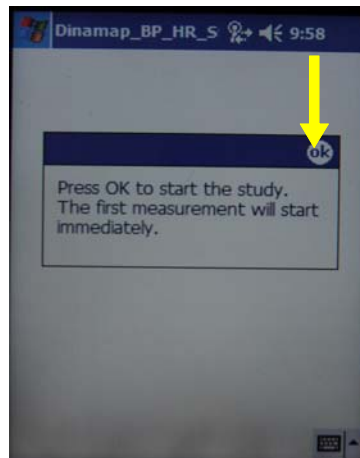 Dinamap_BP_HR_S 9:58
ok
Press OK to start the study.
The first measurement will start
immediately.